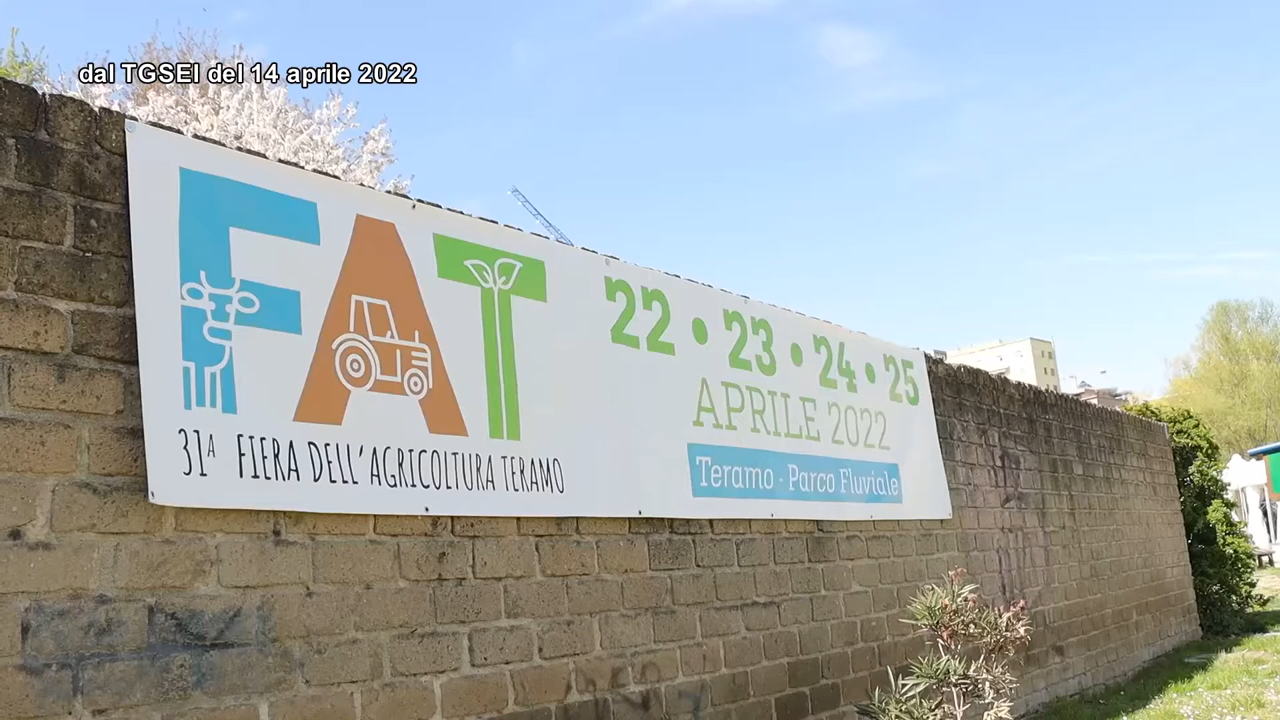 dal TGSEI del 14 aprile 2022
FAT
31ª FIERA DELL'AGRICOLTURA TERAMO
22 • 23 • 24 • 25
APRILE 2022
Teramo - Parco Fluviale